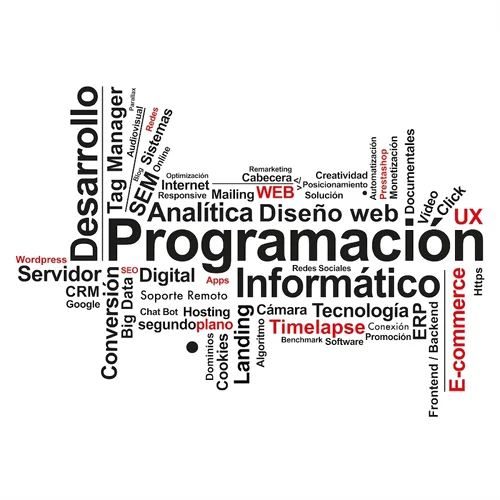 Desarrollo
Tag Manager
Parallax
Audiovisual
Redes
SEM
Blog
Sistemas
Online
Optimización
Internet
Responsive
Mailing
Remarketing
Cabecera
WEB
Creatividad
Posicionamiento
Solución
Automatización
Prestashop
Monetización
Documentales
Vídeo
Click
UX
Analítica Diseño web
Programación
Wordpress
Servidor
CRM
Google
Conversión
SEO
Big Data
Digital
Apps
Redes Sociales
Informático
Soporte Remoto
Chat Bot
Hosting
segundoplano
Dominios
Cookies
Landing
Algoritmo
Cámara
Tecnología
Timelapse
Conexión
Benchmark
Software
Promoción
ERP
Frontend / Backend
E-commerce
Https